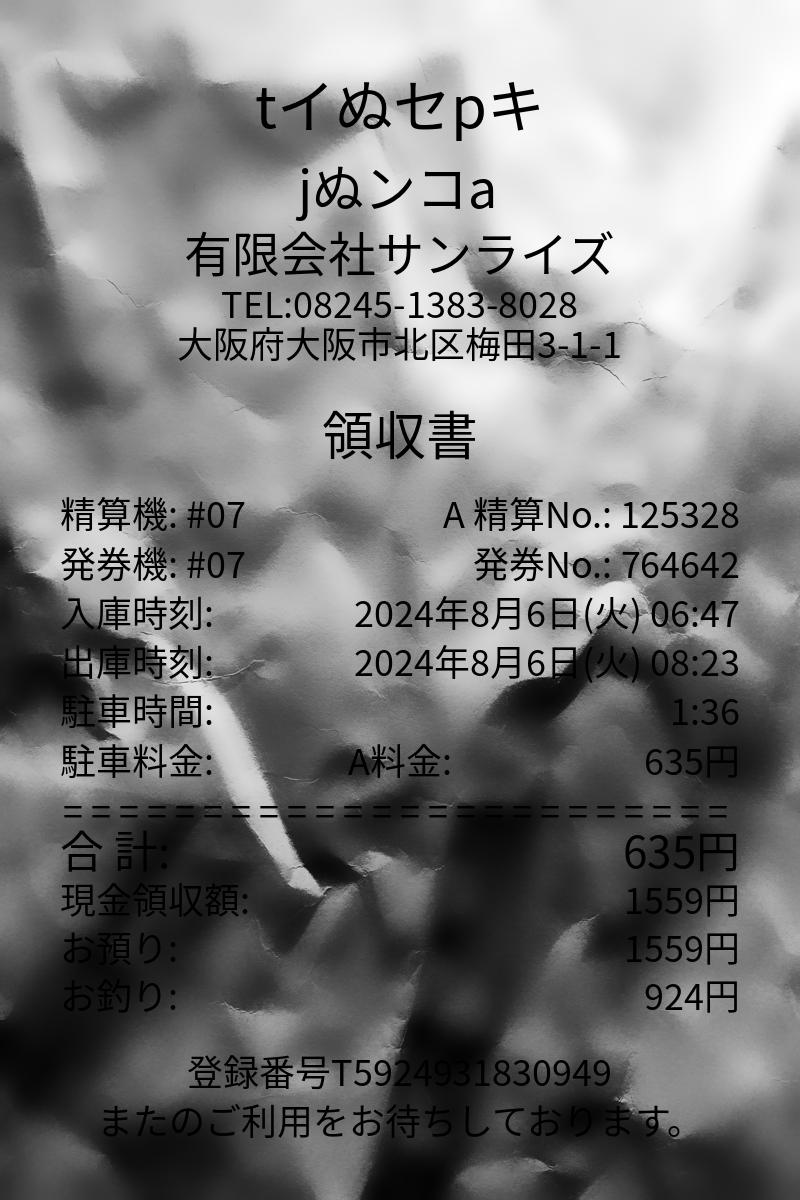 tイぬセpキ
jぬンコa
有限会社サンライズ
TEL:08245-1383-8028
大阪府大阪市北区梅田3-1-1
領収書
精算機: #07 A 精算No.: 125328
発券機: #07 発券No.: 764642
入庫時刻: 2024年8月6日(火) 06:47
出庫時刻: 2024年8月6日(火) 08:23
駐車時間: 1:36
駐車料金: A料金: 635円
========================
合 計: 635円
現金領収額: 1559円
お預り: 1559円
お釣り: 924円
登録番号T5924931830949
またのご利用をお待ちしております。